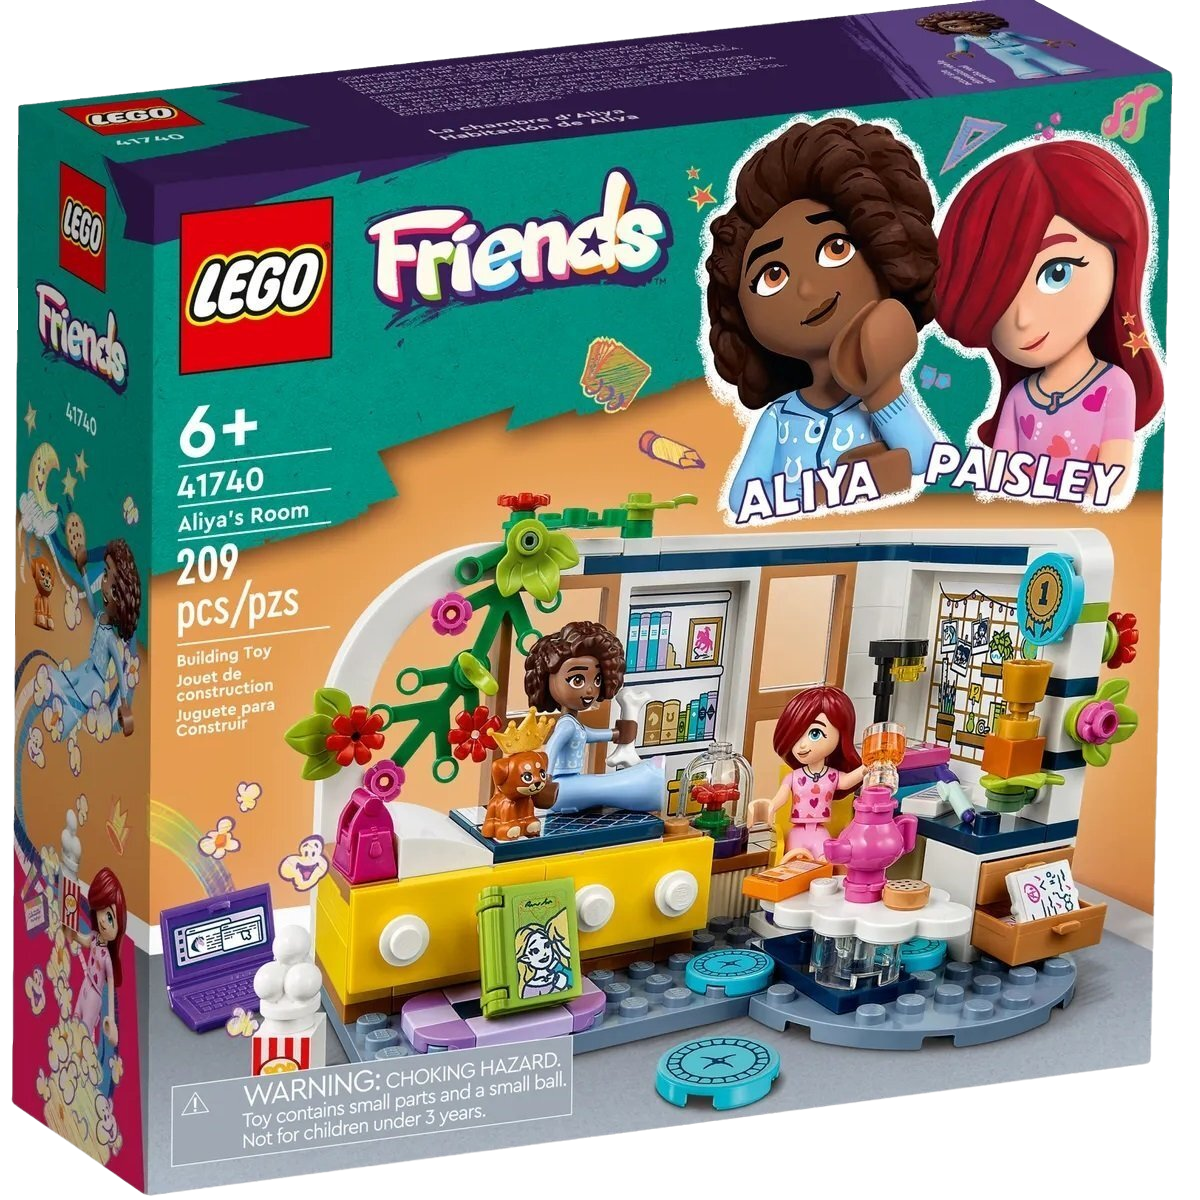 LEGO
41740
La chambre d'Aliya
Habitación de Aliya
LEGO
Friends
41740
LEGO
Friends™
6+
41740
Aliya's Room
209
pcs/pzs
Building Toy
Jouet de
construction
Juguete para
Construir
ALIYA
PAISLEY
1
WARNING: CHOKING HAZARD.
Toy contains small parts and a small ball.
Not for children under 3 years.